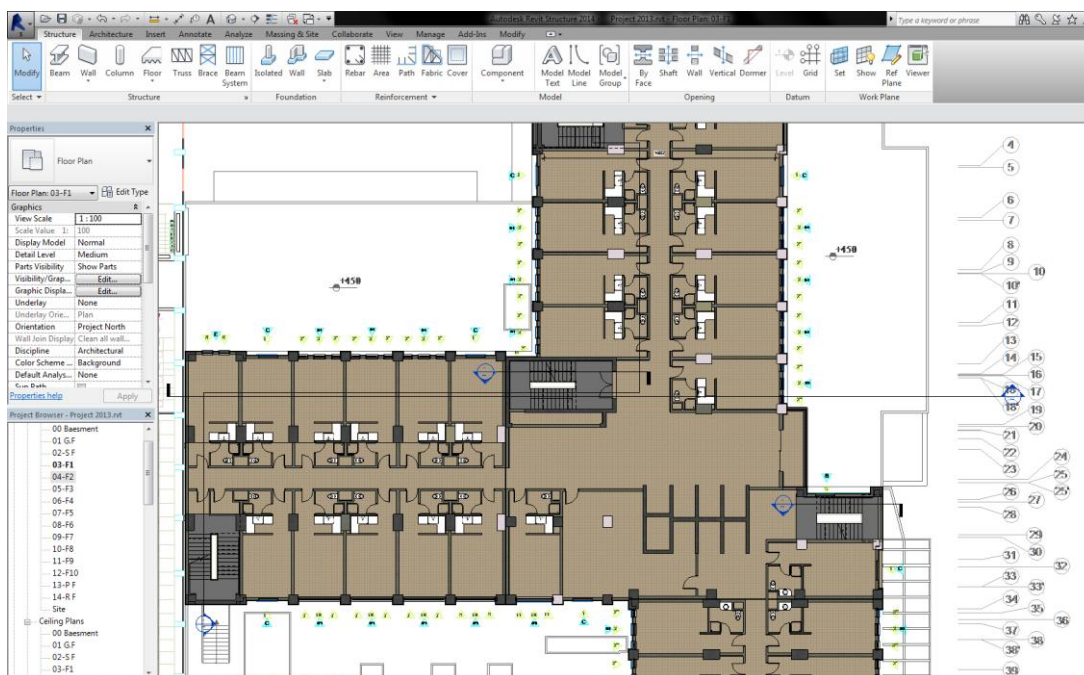 Autodesk Revit Structure 2014 Project 2013.rvt - Floor Plan: 03-F1
Type a keyword or phrase
Structure Architecture Insert Annotate Analyze Massing & Site Collaborate View Manage Add-Ins Modify
Modify Beam Wall Column Floor Truss Brace Beam System Isolated Wall Slab Rebar Area Path Fabric Cover Component Model Text Model Line Model Group By Face Shaft Wall Vertical Dormer Level Grid Set Show Ref Plane Viewer
Select Structure Foundation Reinforcement Model Opening Datum Work Plane
Properties
Floor Plan
Floor Plan: 03-F1 Edit Type
Graphics
View Scale 1 : 100
Scale Value 1: 100
Display Model Normal
Detail Level Medium
Parts Visibility Show Parts
Visibility/Grap... Edit...
Graphic Displa... Edit...
Underlay None
Underlay Orie... Plan
Orientation Project North
Wall Join Display Clean all wall...
Discipline Architectural
Color Scheme ... Background
Default Analys... None
Sun Path
Properties help Apply
Project Browser - Project 2013.rvt
00 Baesment
01 G.F
02-S F
03-F1
04-F2
05-F3
06-F4
07-F5
08-F6
09-F7
10-F8
11-F9
12-F10
13-P F
14-R F
Site
Ceiling Plans
00 Baesment
01 G.F
02-S F
03-F1
+450
+450
4
5
6
7
8
9
10
10'
11
12
13
14 15
16
17
18'
19
20
21
22
23
24
25
25'
26 27
28
29
30
31
32
33
33'
34
35
36
37
38
38'
39